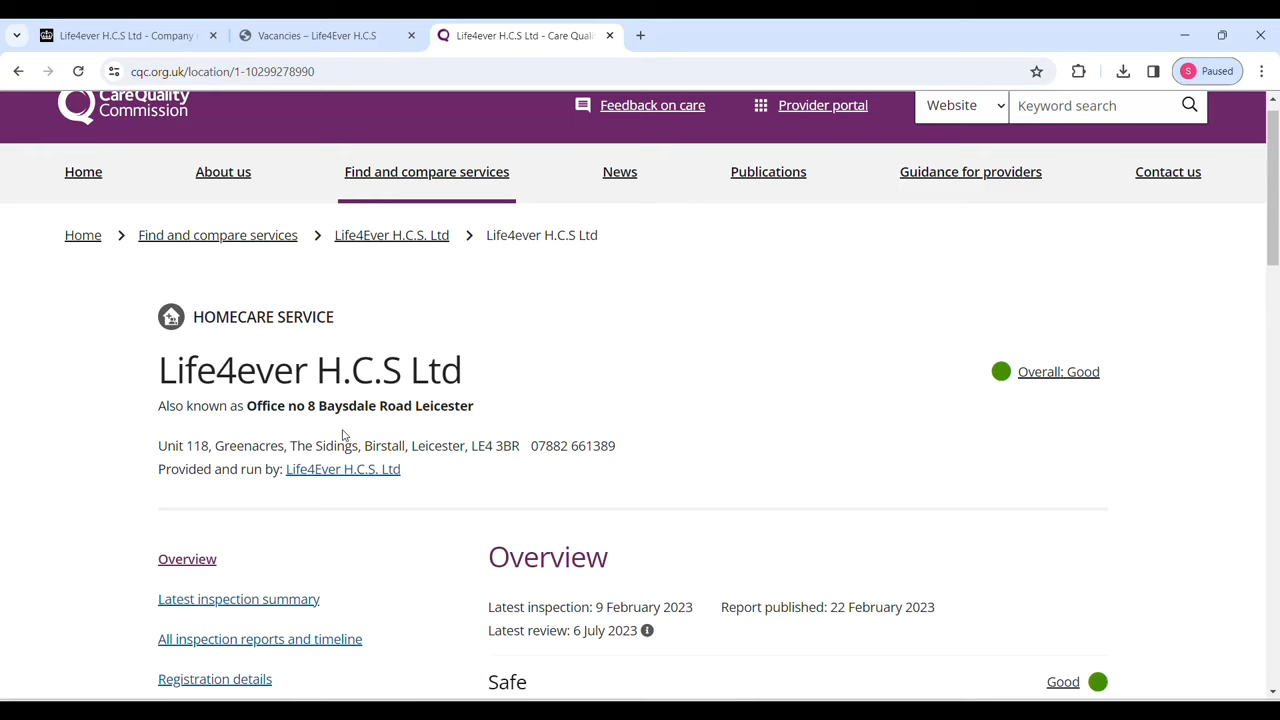 Life4ever H.C.S Ltd - Company
Vacancies – Life4Ever H.C.S
Life4ever H.C.S Ltd - Care Quali
cqc.org.uk/location/1-10299278990
S Paused
CareQuality
Commission
Feedback on care
Provider portal
Website
Keyword search
Home
About us
Find and compare services
News
Publications
Guidance for providers
Contact us
Home > Find and compare services > Life4Ever H.C.S. Ltd > Life4ever H.C.S Ltd
HOMECARE SERVICE
Life4ever H.C.S Ltd
Overall: Good
Also known as Office no 8 Baysdale Road Leicester
Unit 118, Greenacres, The Sidings, Birstall, Leicester, LE4 3BR 07882 661389
Provided and run by: Life4Ever H.C.S. Ltd
Overview
Latest inspection summary
All inspection reports and timeline
Registration details
Overview
Latest inspection: 9 February 2023 Report published: 22 February 2023
Latest review: 6 July 2023
Safe
Good